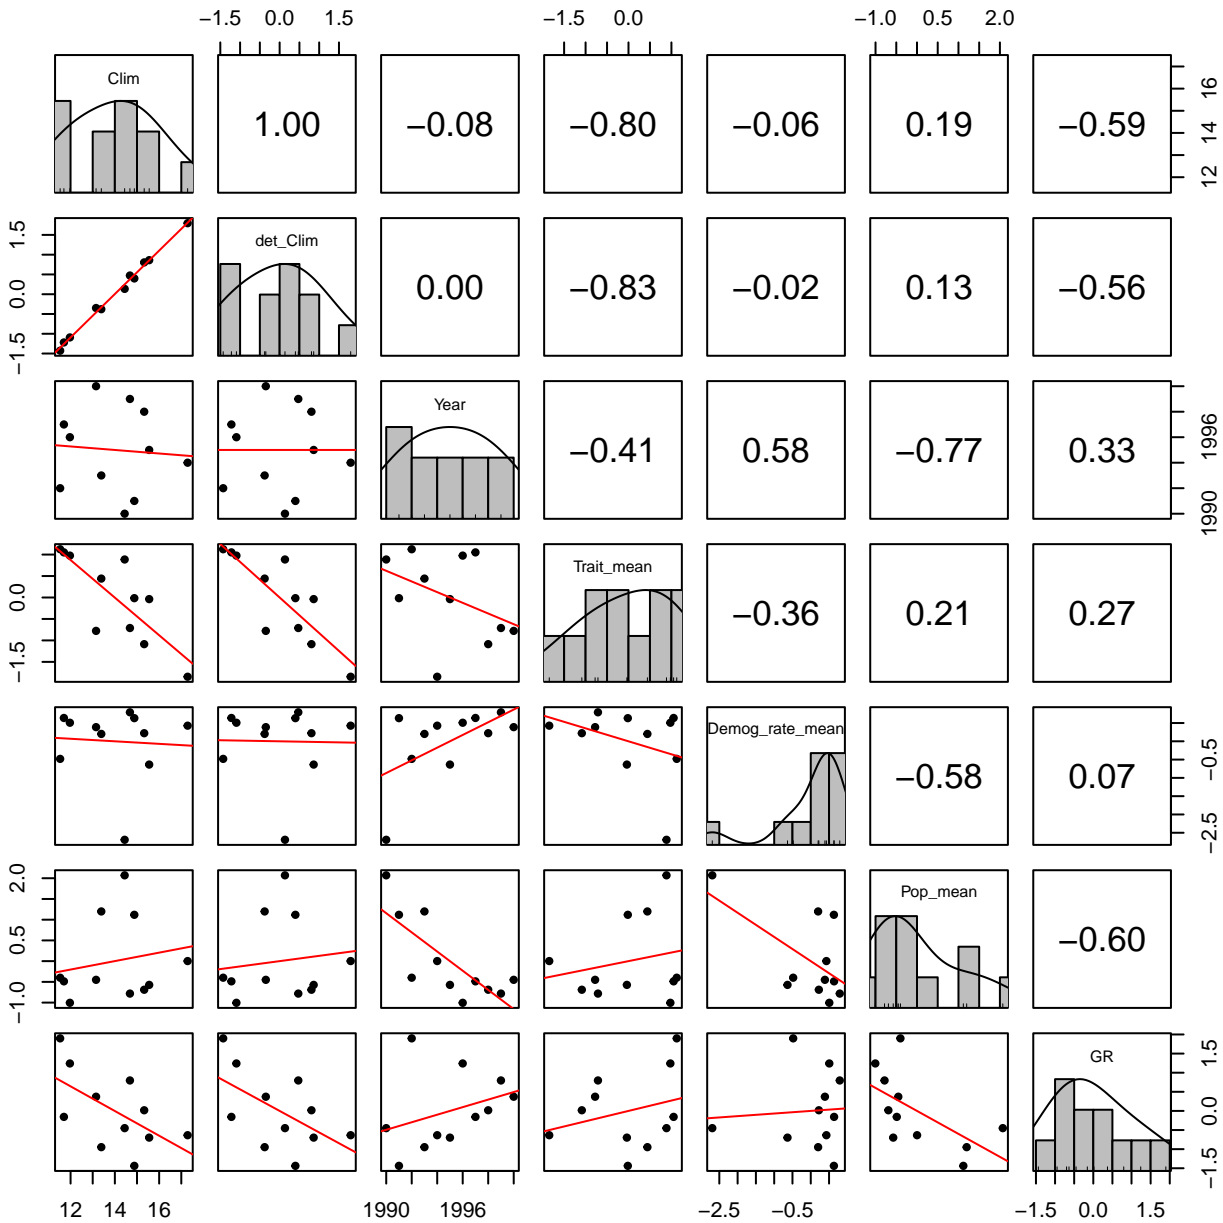 −1.5 0.0 1.5 −1.5 0.0 −1.0 0.5 2.0
Clim 1.00 −0.08 −0.80 −0.06 0.19 −0.59 12 14 16
−1.5 0.0 1.5 det_Clim 0.00 −0.83 −0.02 0.13 −0.56
Year −0.41 0.58 −0.77 0.33 1990 1996
−1.5 0.0 Trait_mean −0.36 0.21 0.27
Demog_rate_mean −0.58 0.07 −2.5 −0.5
−1.0 0.5 2.0 Pop_mean −0.60
GR −1.5 0.0 1.5
12 14 16 1990 1996 −2.5 −0.5 −1.5 0.0 1.5